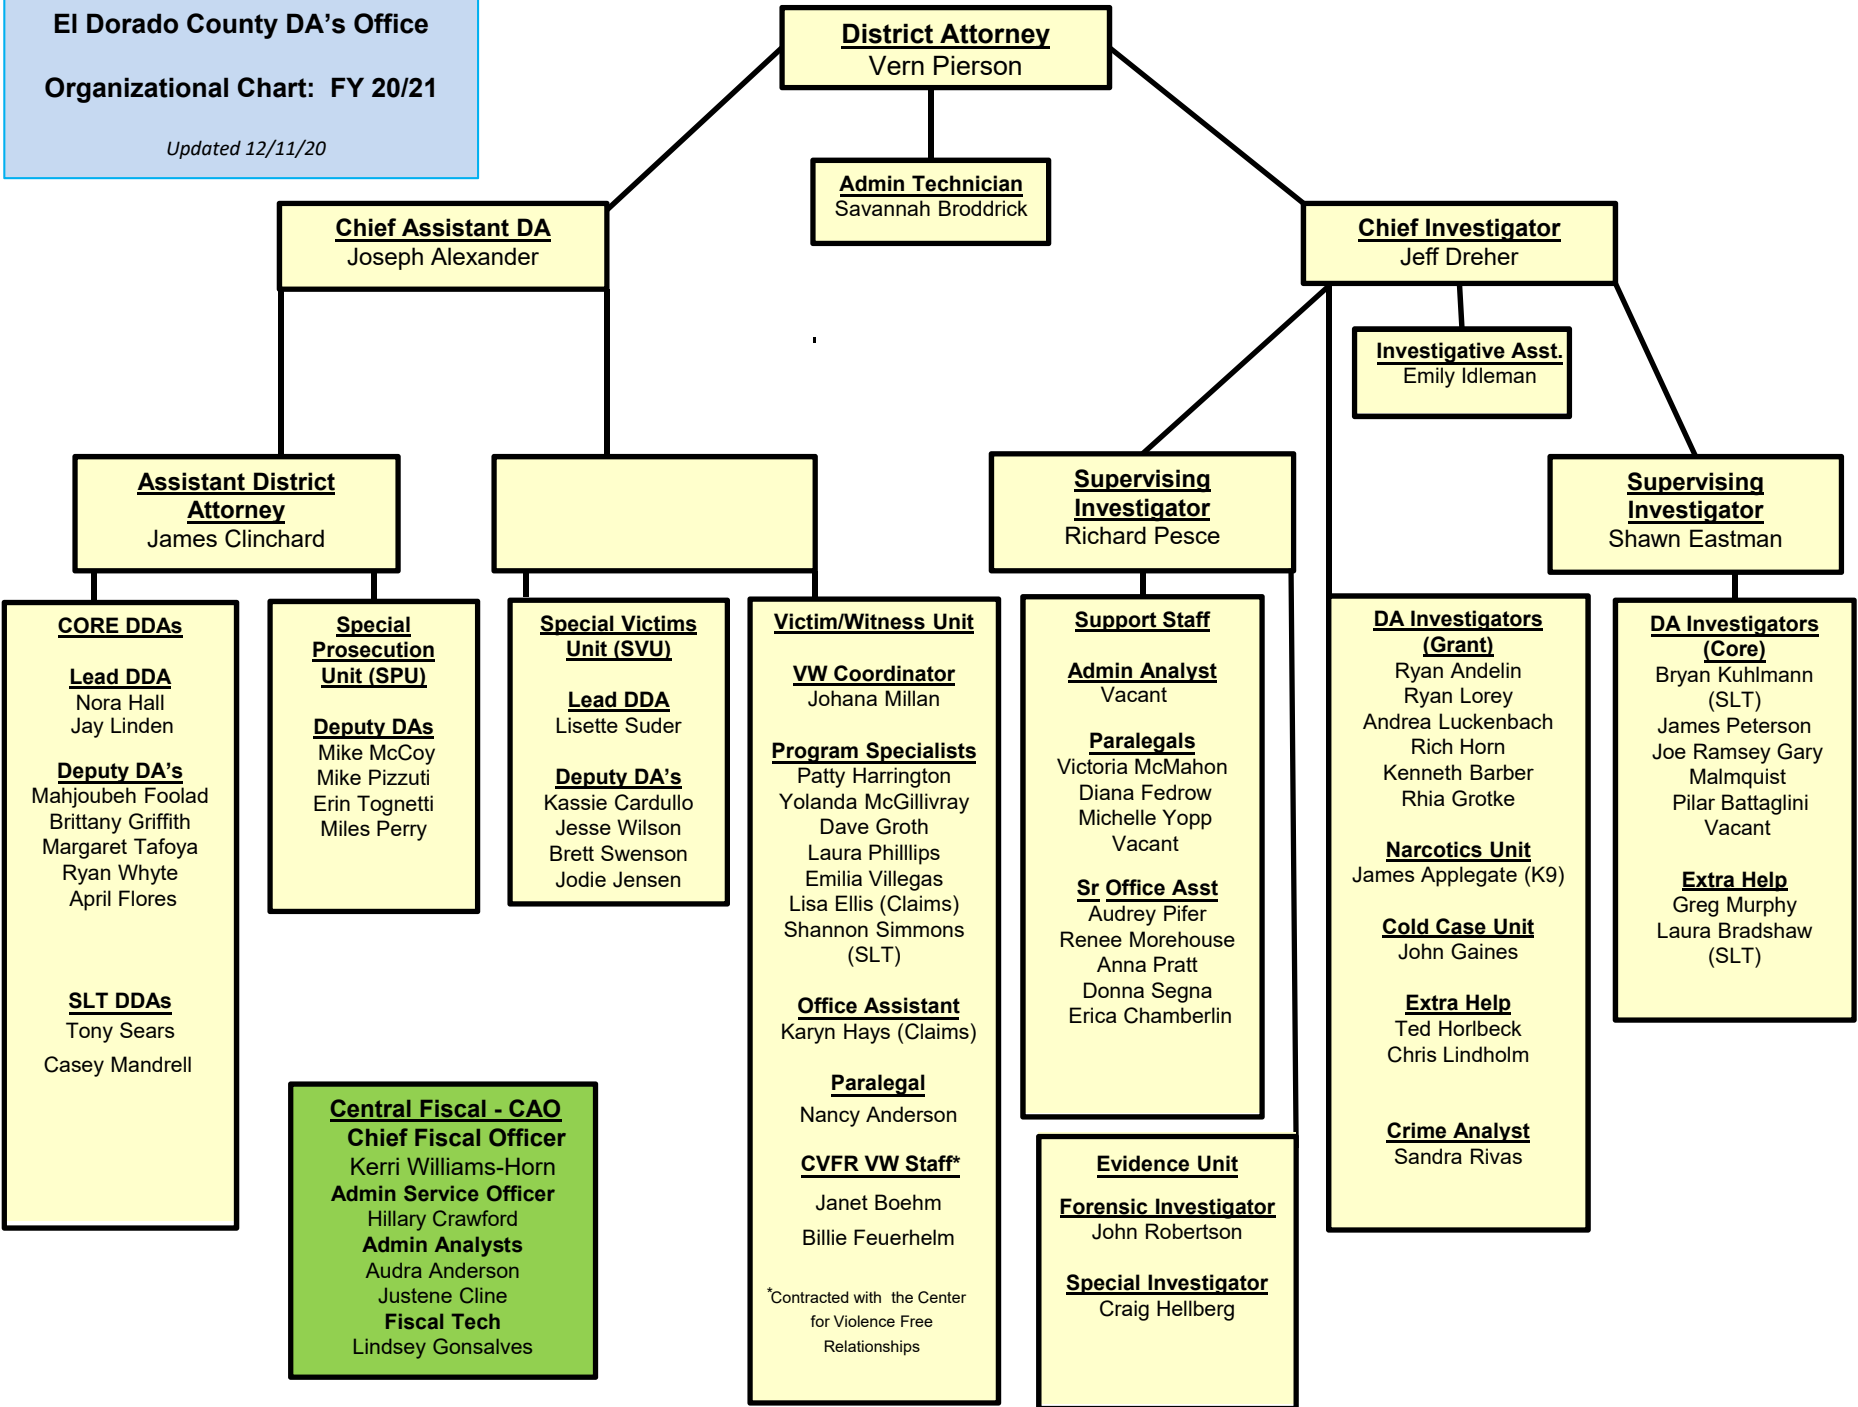 El Dorado County DA’s Office
Organizational Chart:  FY 20/21
Updated 12/11/20
District Attorney
Vern Pierson
Admin Technician
Savannah Broddrick
Chief Assistant DA
Joseph Alexander
Chief Investigator
Jeff Dreher
Investigative Asst.
Emily Idleman
Assistant District
Attorney
James Clinchard
Supervising
Investigator
Richard Pesce
Supervising
Investigator
Shawn Eastman
CORE DDAs
Lead DDA
Nora Hall
Jay Linden
Deputy DA’s
Mahjoubeh Foolad
Brittany Griffith
Margaret Tafoya
Ryan Whyte
April Flores
SLT DDAs
Tony Sears
Casey Mandrell
Special
Prosecution
Unit (SPU)
Deputy DAs
Mike McCoy
Mike Pizzuti
Erin Tognetti
Miles Perry
Special Victims
Unit (SVU)
Lead DDA
Lisette Suder
Deputy DA’s
Kassie Cardullo
Jesse Wilson
Brett Swenson
Jodie Jensen
Victim/Witness Unit
VW Coordinator
Johana Millan
Program Specialists
Patty Harrington
Yolanda McGillivray
Dave Groth
Laura Philllips
Emilia Villegas
Lisa Ellis (Claims)
Shannon Simmons
(SLT)
Office Assistant
Karyn Hays (Claims)
Paralegal
Nancy Anderson
CVFR VW Staff*
Janet Boehm
Billie Feuerhelm
*Contracted with  the Center
for Violence Free
Relationships
Support Staff
Admin Analyst
Vacant
Paralegals
Victoria McMahon
Diana Fedrow
Michelle Yopp
Vacant
Sr Office Asst
Audrey Pifer
Renee Morehouse
Anna Pratt
Donna Segna
Erica Chamberlin
Evidence Unit
Forensic Investigator
John Robertson
Special Investigator
Craig Hellberg
DA Investigators
(Grant)
Ryan Andelin
Ryan Lorey
Andrea Luckenbach
Rich Horn
Kenneth Barber
Rhia Grotke
Narcotics Unit
James Applegate (K9)
Cold Case Unit
John Gaines
Extra Help
Ted Horlbeck
Chris Lindholm
Crime Analyst
Sandra Rivas
DA Investigators
(Core)
Bryan Kuhlmann
(SLT)
James Peterson
Joe Ramsey Gary
Malmquist
Pilar Battaglini
Vacant
Extra Help
Greg Murphy
Laura Bradshaw
(SLT)
Central Fiscal - CAO
Chief Fiscal Officer
Kerri Williams-Horn
Admin Service Officer
Hillary Crawford
Admin Analysts
Audra Anderson
Justene Cline
Fiscal Tech
Lindsey Gonsalves